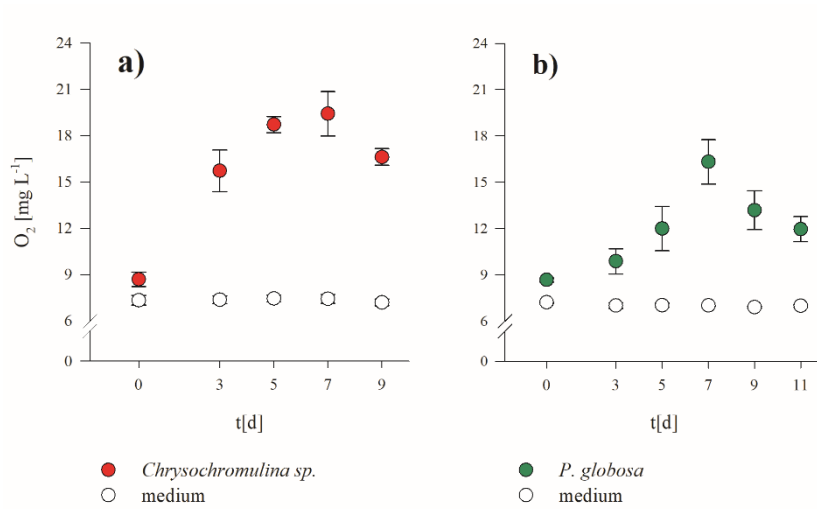 a)
O₂ [mg L⁻¹]
24
21
18
15
12
9
6
0
0 3 5 7 9
t[d]
Chrysochromulina sp.
medium
b)
24
21
18
15
12
9
6
0
0 3 5 7 9 11
t[d]
P. globosa
medium